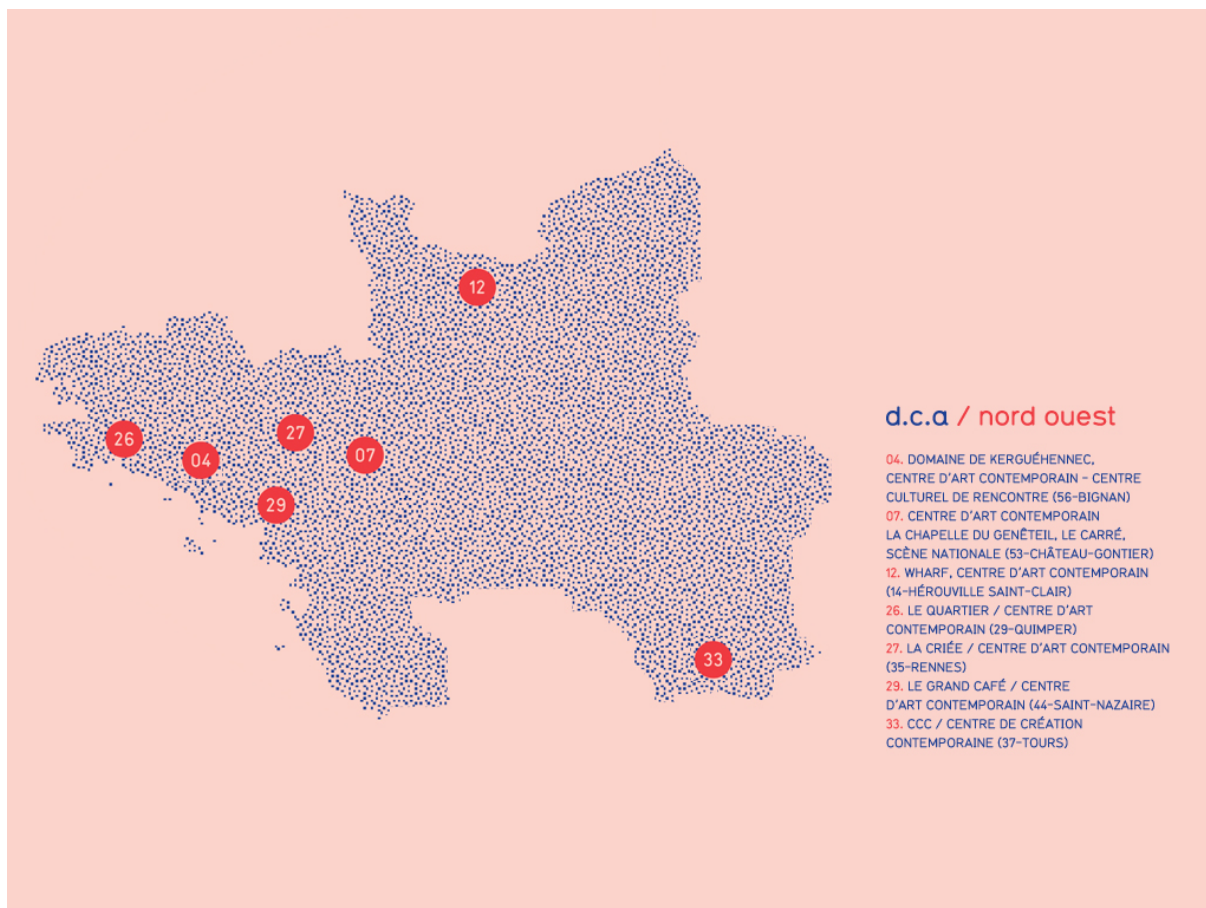 12
26
04
27
07
29
33
d.c.a / nord ouest
04. DOMAINE DE KERGUÉHENNEC,
CENTRE D'ART CONTEMPORAIN – CENTRE
CULTUREL DE RENCONTRE (56-BIGNAN)
07. CENTRE D'ART CONTEMPORAIN
LA CHAPELLE DU GENÊTEIL, LE CARRÉ,
SCÈNE NATIONALE (53-CHÂTEAU-GONTIER)
12. WHARF, CENTRE D'ART CONTEMPORAIN
(14-HÉROUVILLE SAINT-CLAIR)
26. LE QUARTIER / CENTRE D'ART
CONTEMPORAIN (29-QUIMPER)
27. LA CRIÉE / CENTRE D'ART CONTEMPORAIN
(35-RENNES)
29. LE GRAND CAFÉ / CENTRE
D'ART CONTEMPORAIN (44-SAINT-NAZAIRE)
33. CCC / CENTRE DE CRÉATION
CONTEMPORAINE (37-TOURS)